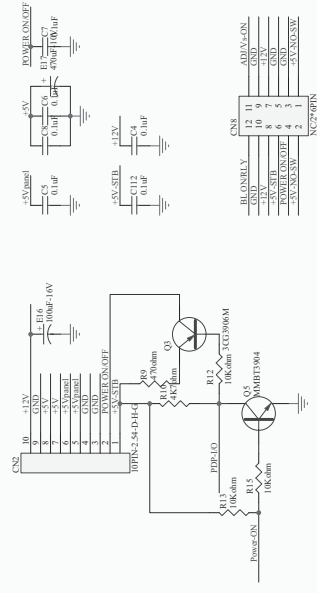 POWER ON/OFF
C7
0.1uF
E17
470uF-10V
+5V
C6
0.1uF
C8
0.1uF
+12V
C4
0.1uF
+5Vpanel
C5
0.1uF
+5V-STB
C112
0.1uF
ADJ/Vs-ON
GND
+12V
GND
GND
+5V-NO-SW
11
9
7
5
3
1
CN8
12
10
8
6
4
2
NC/2*6PIN
BL ON/RLY
GND
+12V
+5V-STB
POWER ON/OFF
+5V-NO-SW
E16
100uF-16V
CN2
10
9
8
7
6
5
4
3
2
1
+12V
GND
+5V
+5V
+5Vpanel
+5Vpanel
GND
GND
POWER ON/OFF
+5V-STB
10PIN-2.54-D-H-G
Q3
3CG3906M
R9
470ohm
R16
4K7ohm
R12
10Kohm
PDP-I/O
Q5
MMBT3904
R13
10Kohm
R15
10Kohm
Power-ON